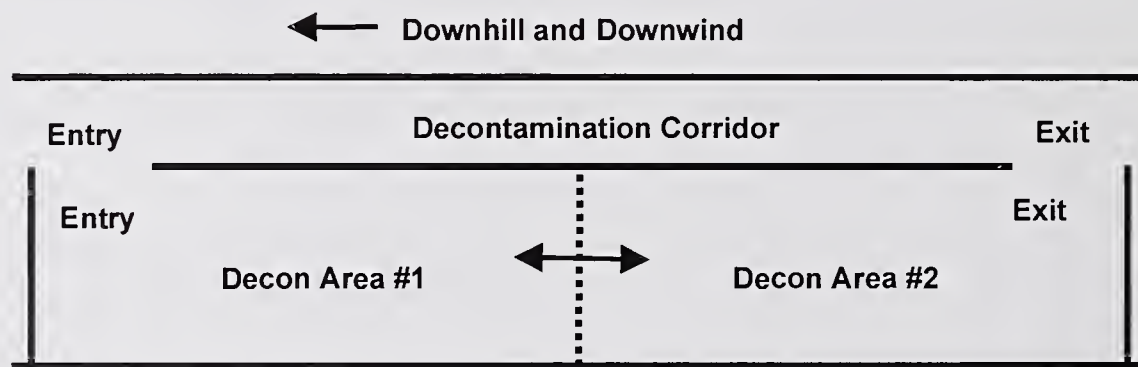 Downhill and Downwind
Entry
Decontamination Corridor
Exit
Entry
Exit
Decon Area #1
Decon Area #2